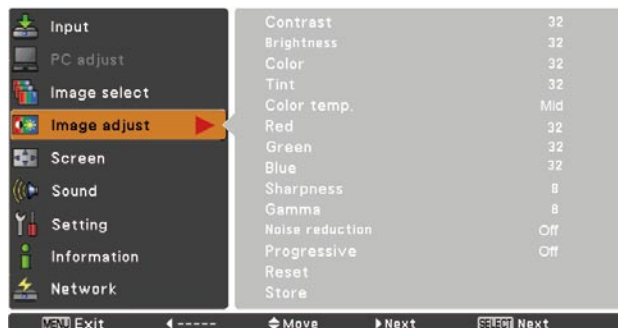 Input
PC adjust
Image select
Image adjust
Screen
Sound
Setting
Information
Network
Contrast 32
Brightness 32
Color 32
Tint 32
Color temp. Mid
Red 32
Green 32
Blue 32
Sharpness 8
Gamma 8
Noise reduction Off
Progressive Off
Reset
Store
MENU Exit ----- Move Next SELECT Next